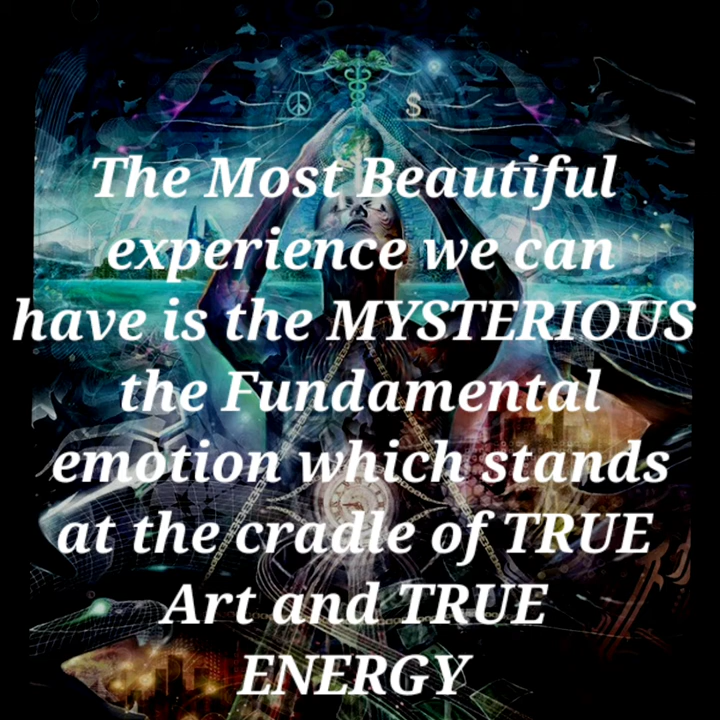 The Most Beautiful
experience we can
have is the MYSTERIOUS
the Fundamental
emotion which stands
at the cradle of TRUE
Art and TRUE
ENERGY